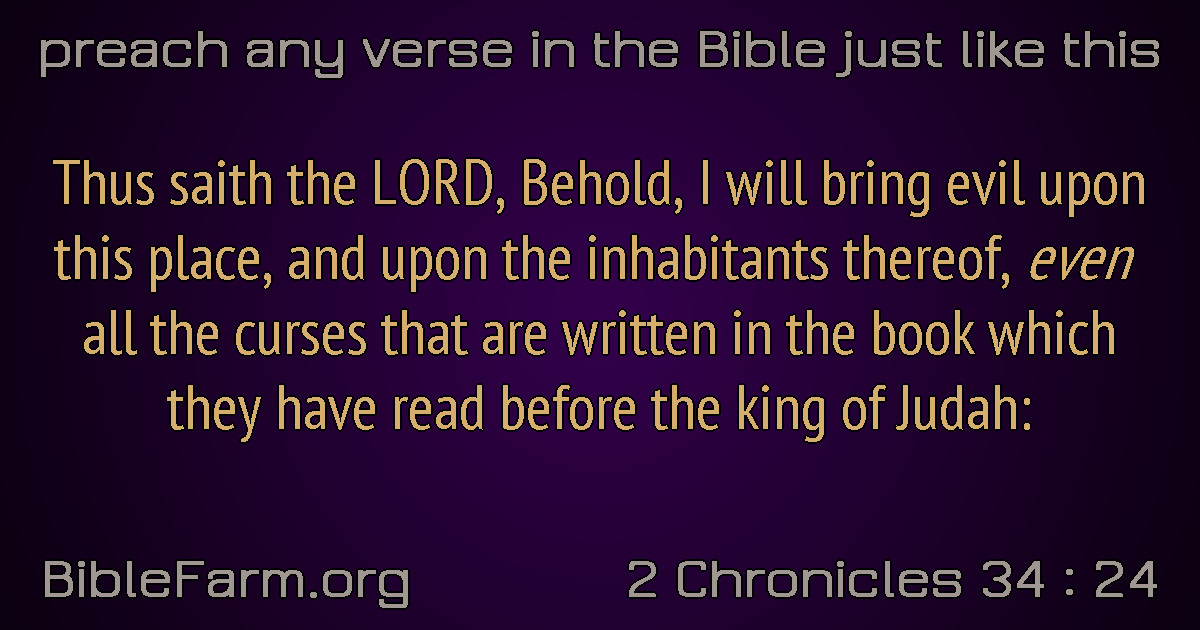 preach any verse in the Bible just like this
Thus saith the LORD, Behold, I will bring evil upon
this place, and upon the inhabitants thereof, even
all the curses that are written in the book which
they have read before the king of Judah:
BibleFarm.org
2 Chronicles 34 : 24